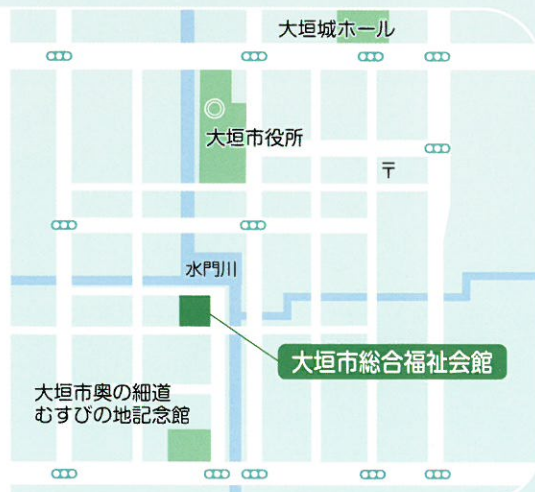 大垣城ホール
大垣市役所
〒
水門川
大垣市総合福祉会館
大垣市奥の細道
むすびの地記念館